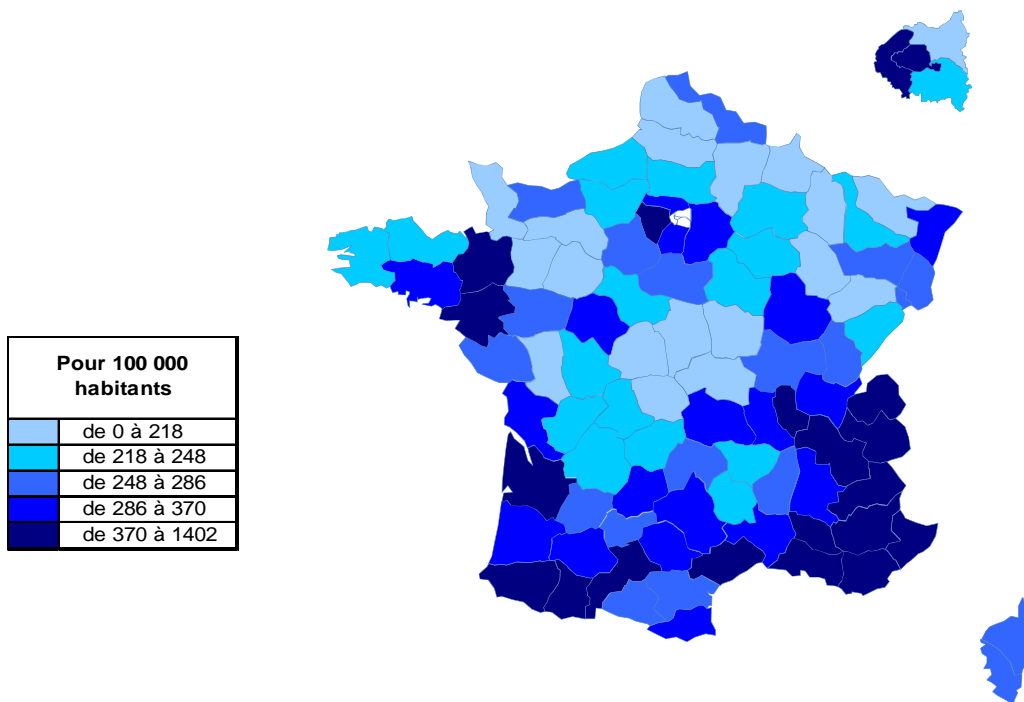 Pour 100 000
habitants
de 0 à 218
de 218 à 248
de 248 à 286
de 286 à 370
de 370 à 1402